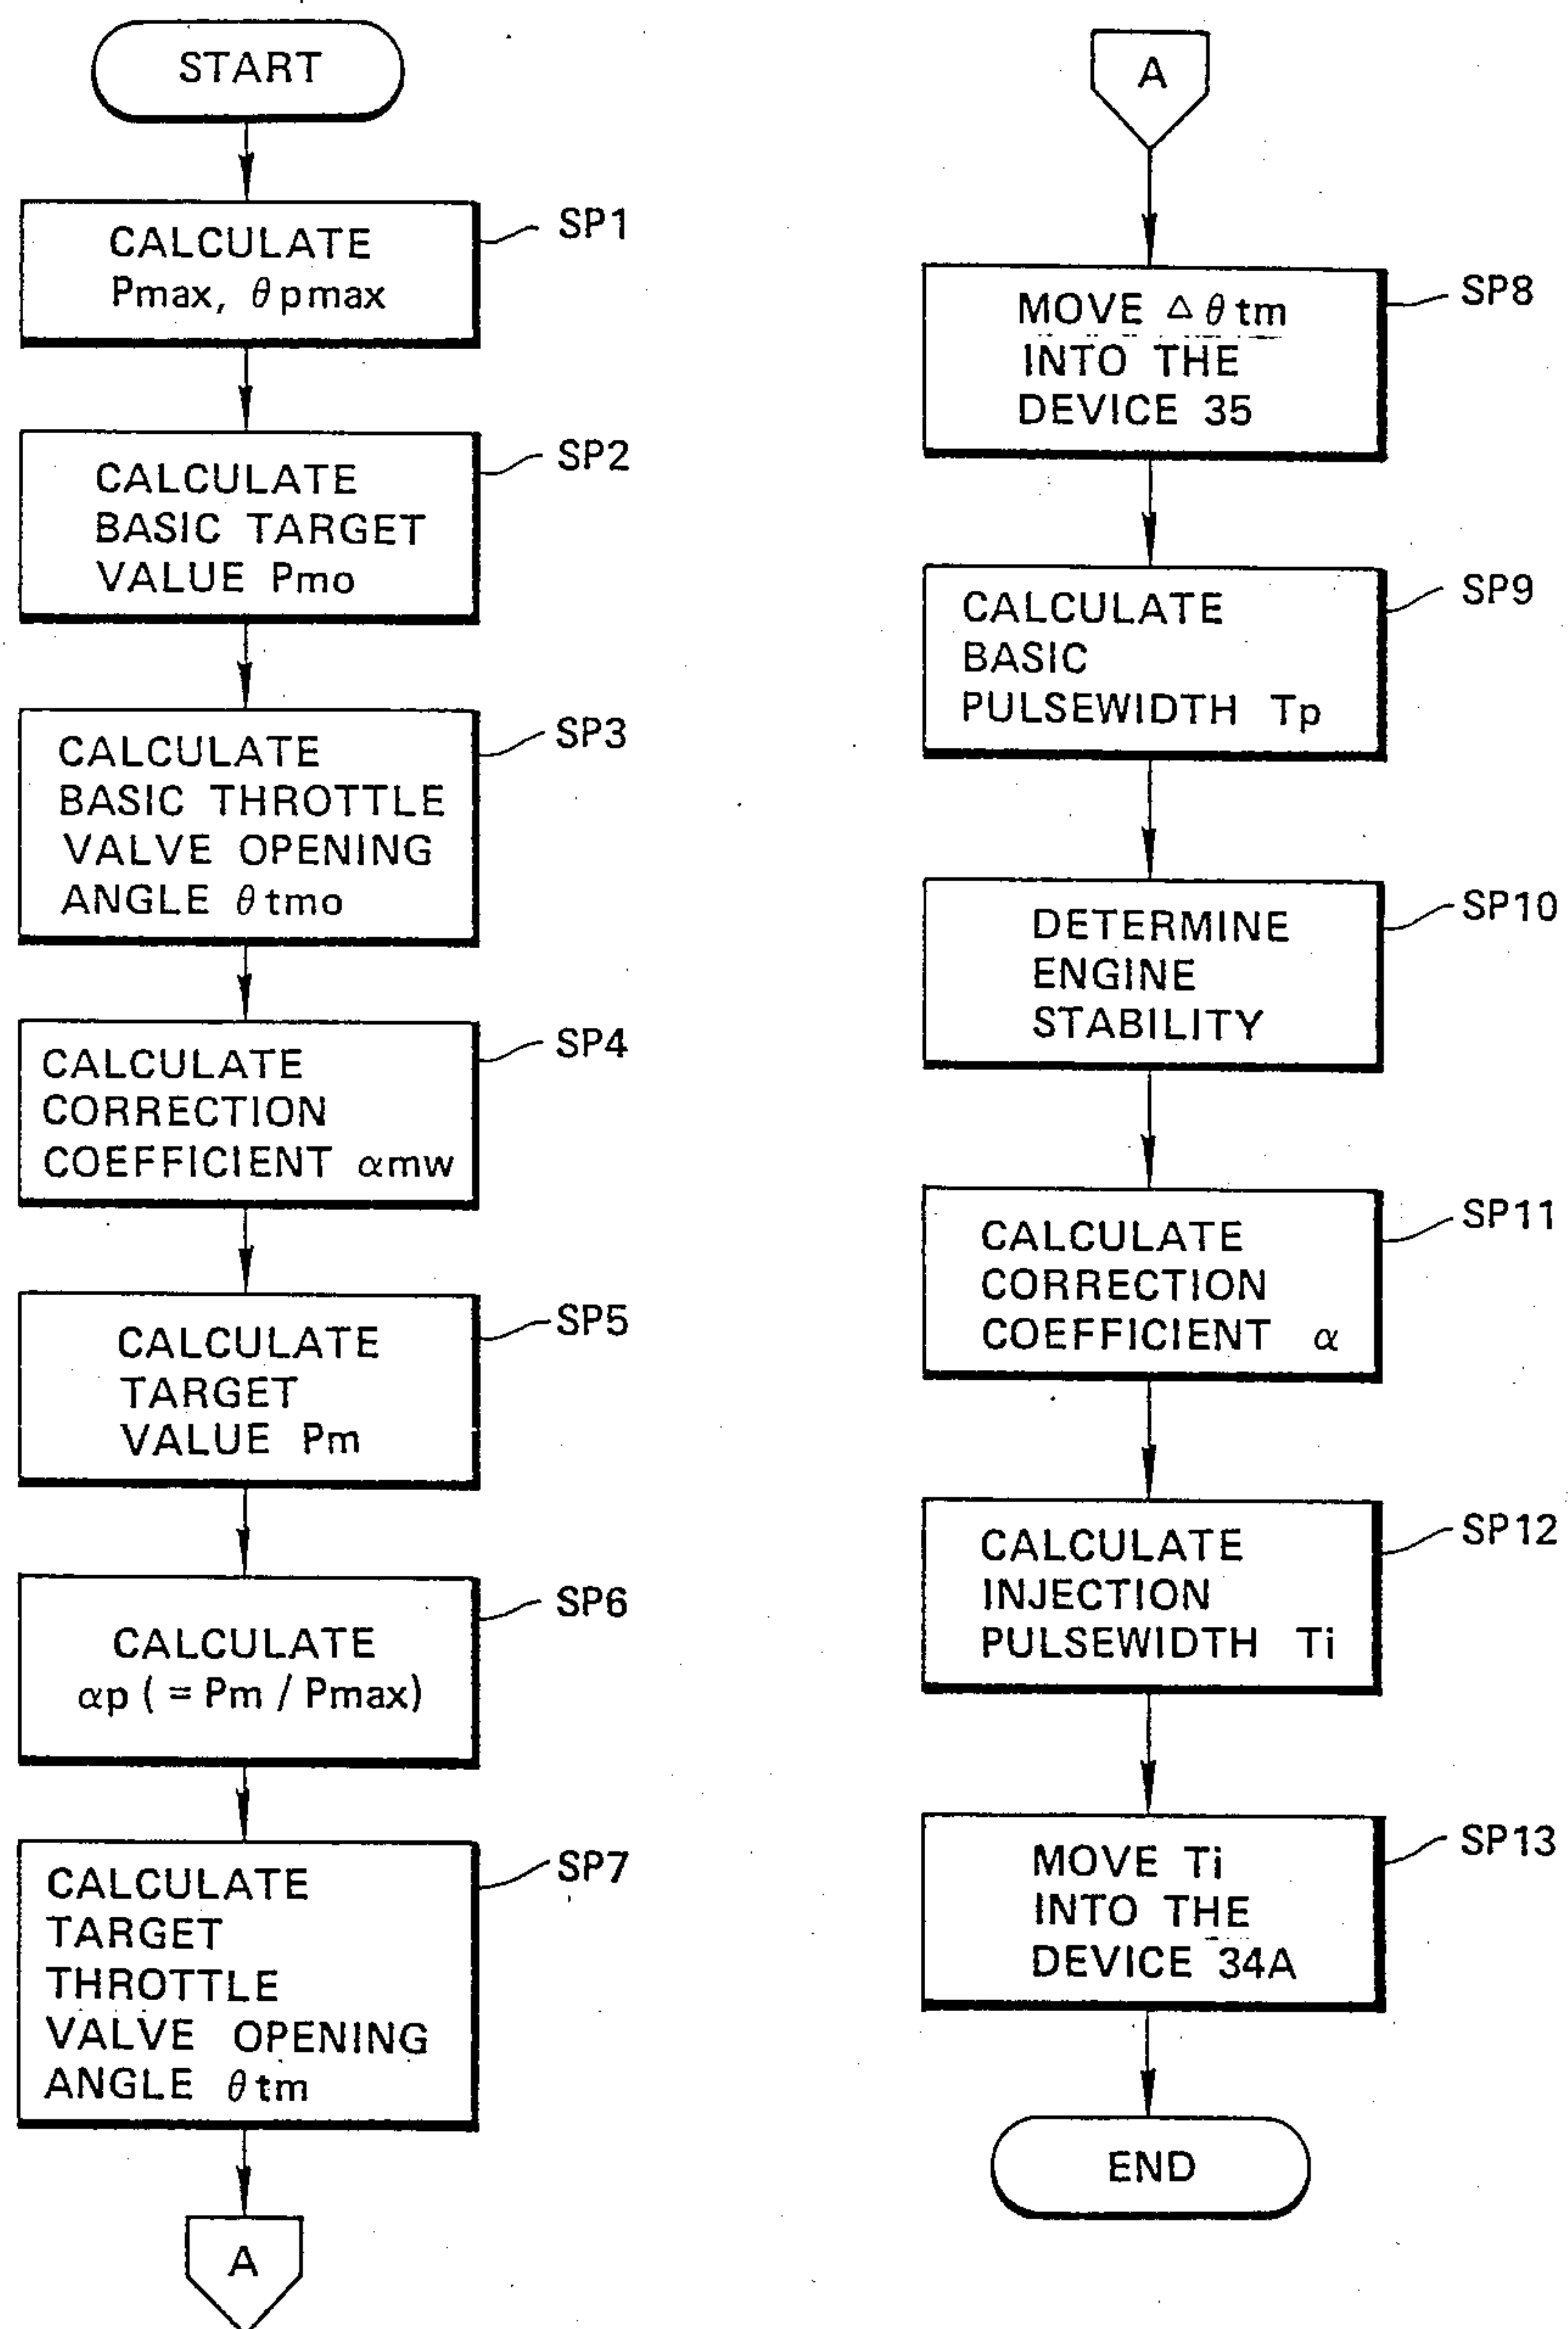 START
SP1
CALCULATE
Pmax, θpmax
SP2
CALCULATE
BASIC TARGET
VALUE Pmo
SP3
CALCULATE
BASIC THROTTLE
VALVE OPENING
ANGLE θtmo
SP4
CALCULATE
CORRECTION
COEFFICIENT αmw
SP5
CALCULATE
TARGET
VALUE Pm
SP6
CALCULATE
αp ( = Pm / Pmax)
SP7
CALCULATE
TARGET
THROTTLE
VALVE OPENING
ANGLE θtm
A
A
SP8
MOVE Δθtm
INTO THE
DEVICE 35
SP9
CALCULATE
BASIC
PULSEWIDTH Tp
SP10
DETERMINE
ENGINE
STABILITY
SP11
CALCULATE
CORRECTION
COEFFICIENT α
SP12
CALCULATE
INJECTION
PULSEWIDTH Ti
SP13
MOVE Ti
INTO THE
DEVICE 34A
END